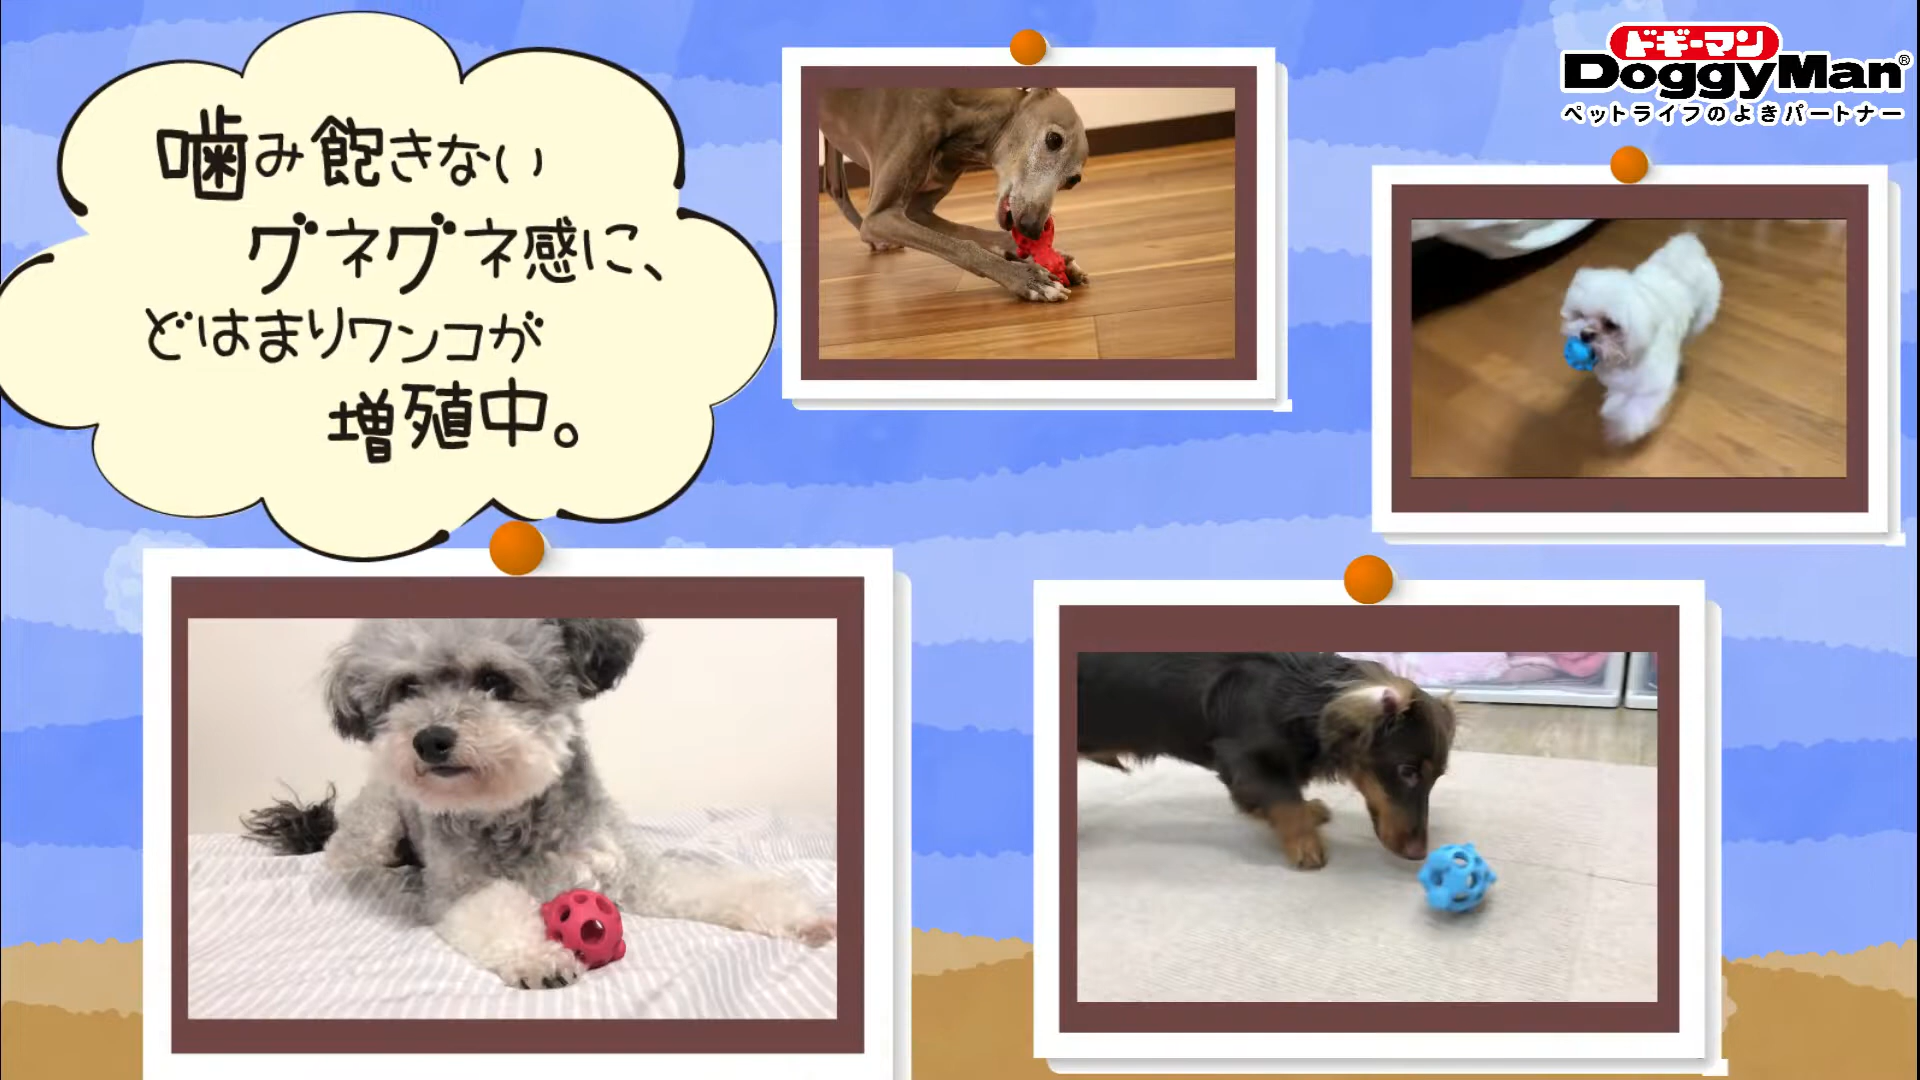 噛み飽きない
グネグネ感に、
どはまりワンコが
増殖中。
ドギーマン
DoggyMan®
ペットライフのよきパートナー